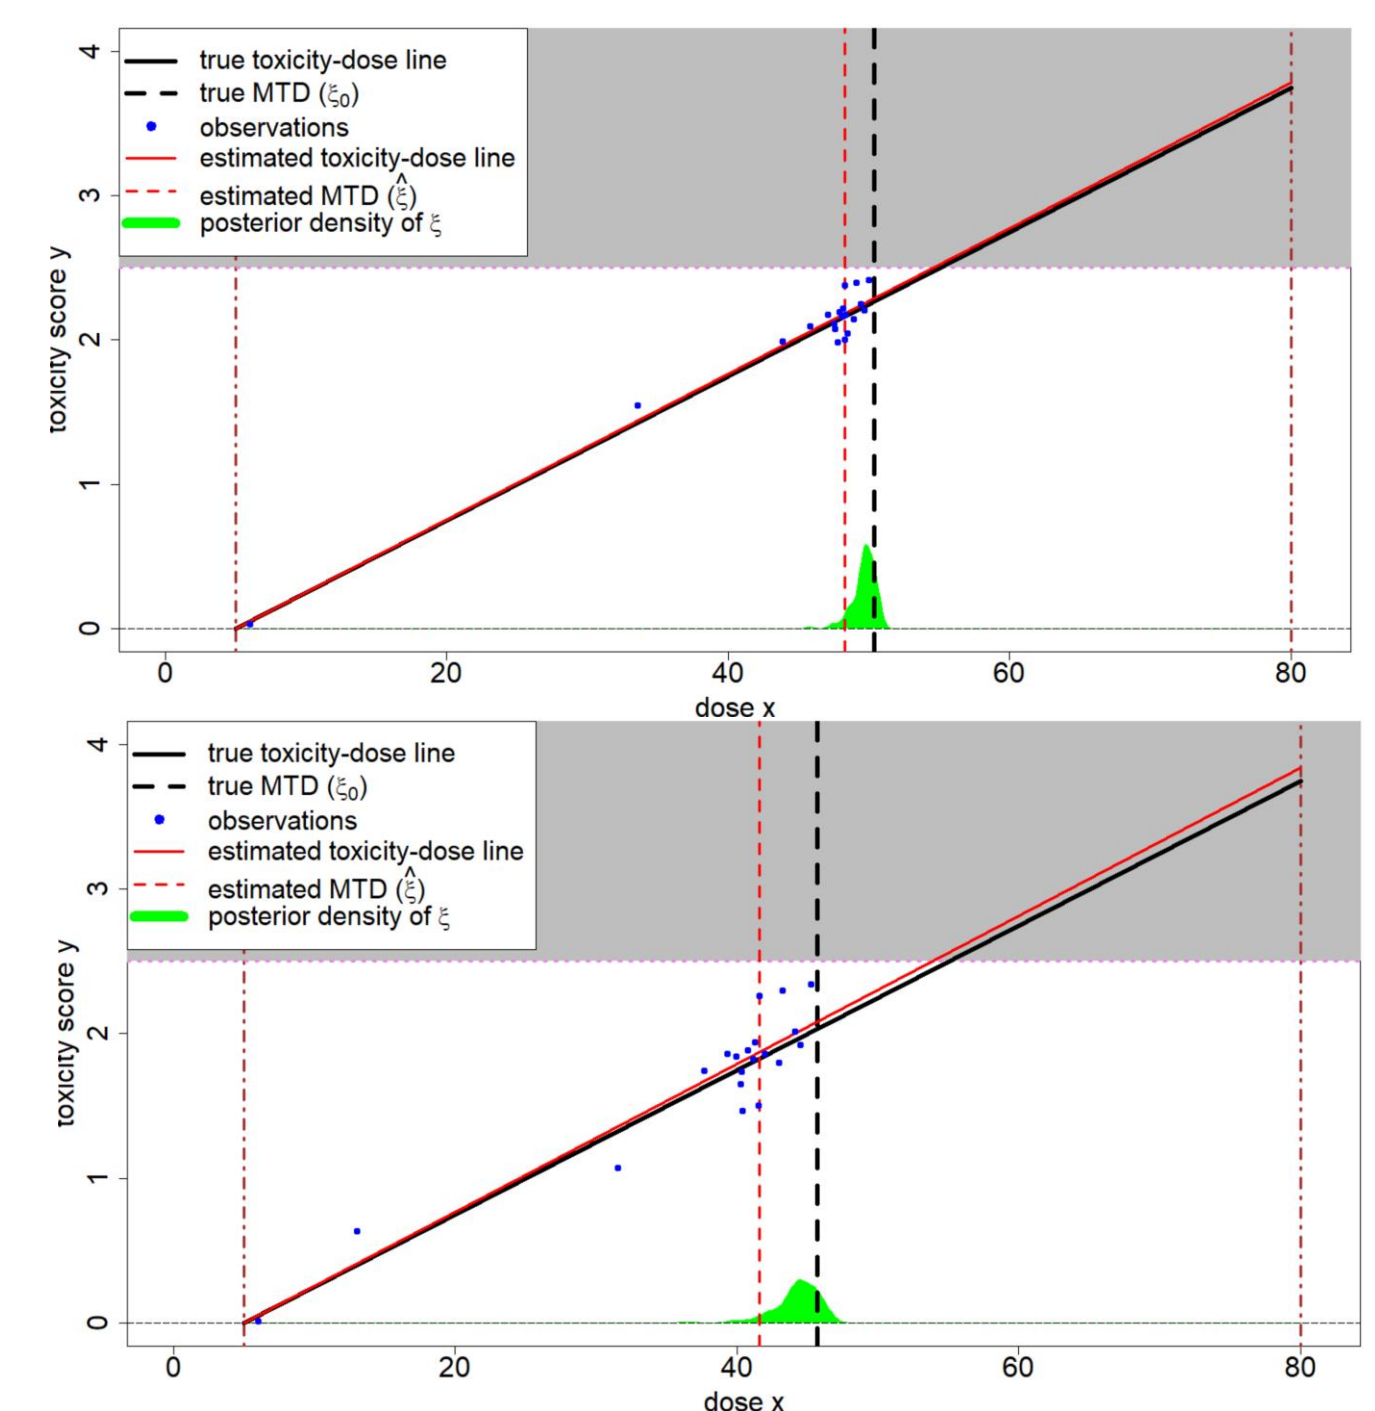 true toxicity-dose line
true MTD (ξ₀)
observations
estimated toxicity-dose line
estimated MTD (ξ̂)
posterior density of ξ
toxicity score y
0
1
2
3
4
0 20 40 60 80
dose x
true toxicity-dose line
true MTD (ξ₀)
observations
estimated toxicity-dose line
estimated MTD (ξ̂)
posterior density of ξ
toxicity score y
0
1
2
3
4
0 20 40 60 80
dose x